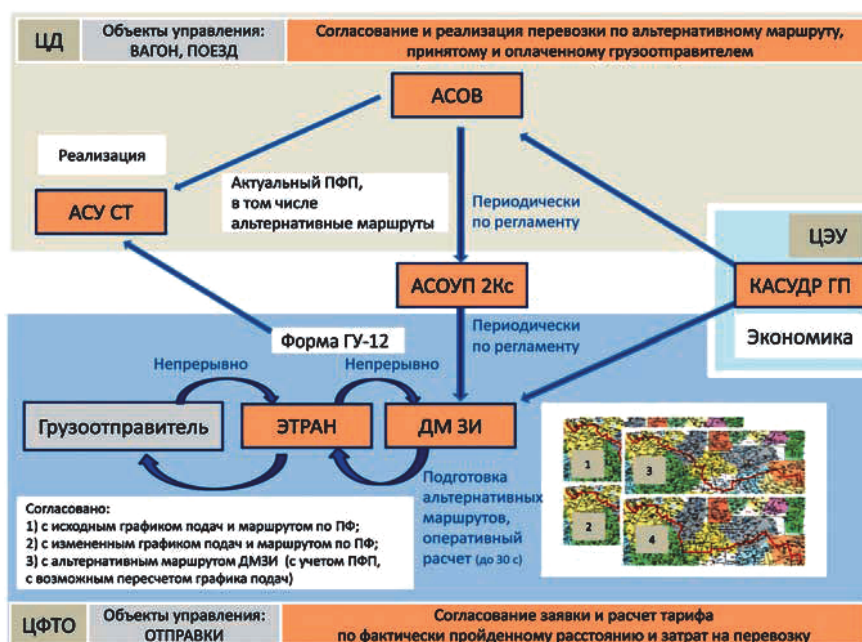 ЦД
Объекты управления:
ВАГОН, ПОЕЗД
Согласование и реализация перевозки по альтернативному маршруту,
принятому и оплаченному грузоотправителем
АСОВ
Реализация
АСУ СТ
Актуальный ПФП,
в том числе
альтернативные маршруты
Периодически
по регламенту
ЦЭУ
АСОУП 2Кс
КАСУДР ГП
Экономика
Форма ГУ-12
Периодически
по регламенту
Непрерывно
Непрерывно
Грузоотправитель
ЭТРАН
ДМ ЗИ
1
3
2
4
Подготовка
альтернативных
маршрутов,
оперативный
расчет (до 30 с)
Согласовано:
1) с исходным графиком подач и маршрутом по ПФ;
2) с измененным графиком подач и маршрутом по ПФ;
3) с альтернативным маршрутом ДМЗИ (с учетом ПФП,
с возможным пересчетом графика подач)
ЦФТО
Объекты управления:
ОТПРАВКИ
Согласование заявки и расчет тарифа
по фактически пройденному расстоянию и затрат на перевозку